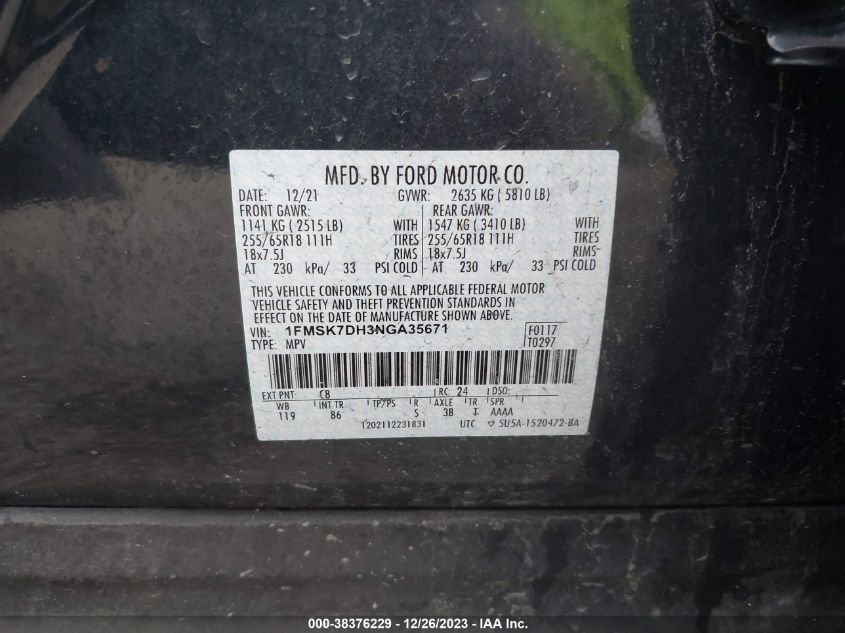 MFD. BY FORD MOTOR CO.
DATE: 12/21 GVWR: 2635 KG ( 5810 LB)
FRONT GAWR: REAR GAWR:
1141 KG ( 2515 LB) WITH 1547 KG ( 3410 LB) WITH
255/65R18 111H TIRES 255/65R18 111H TIRES
18x7.5J RIMS 18x7.5J RIMS
AT 230 kPa/ 33 PSI COLD AT 230 kPa/ 33 PSI COLD
THIS VEHICLE CONFORMS TO ALL APPLICABLE FEDERAL MOTOR
VEHICLE SAFETY AND THEFT PREVENTION STANDARDS IN
EFFECT ON THE DATE OF MANUFACTURE SHOWN ABOVE.
VIN: 1FMSK7DH3NGA35671 F0117
TYPE: MPV T0297
EXT PNT: C8 RC: 24 DSO:
WB INT TR TP/PS R AXLE TR SPR
119 86 S 3B T AAAA
1202112231831 UTC 5U5A-1520472-BA
000-38376229 - 12/26/2023 - IAA Inc.